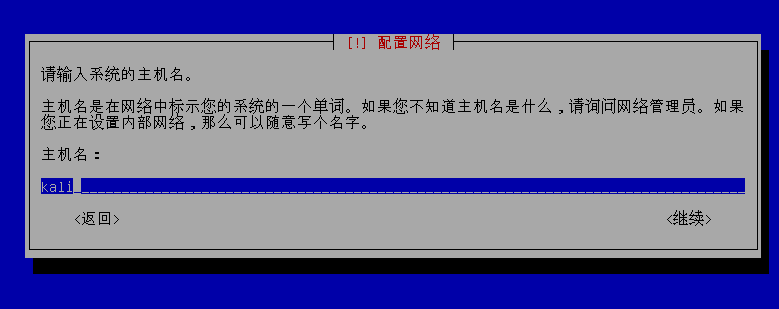 [!] 配置网络
请输入系统的主机名。
主机名是在网络中标示您的系统的一个单词。如果您不知道主机名是什么，请询问网络管理员。如果
您正在设置内部网络，那么可以随意写个名字。
主机名：
kali
<返回> <继续>